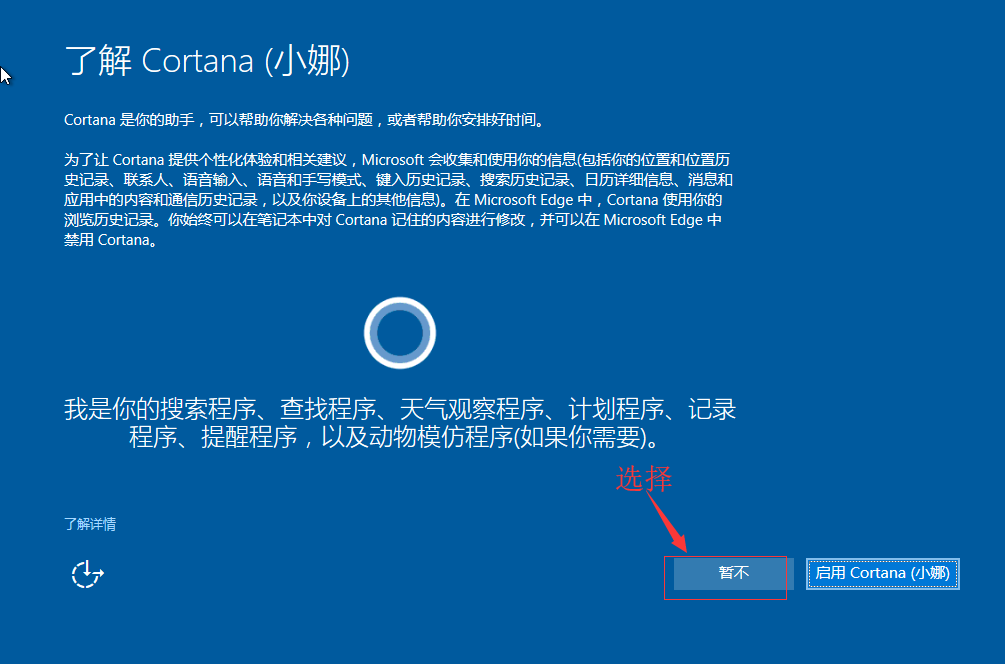 了解 Cortana (小娜)
Cortana 是你的助手，可以帮助你解决各种问题，或者帮助你安排好时间。
为了让 Cortana 提供个性化体验和相关建议，Microsoft 会收集和使用你的信息(包括你的位置和位置历
史记录、联系人、语音输入、语音和手写模式、键入历史记录、搜索历史记录、日历详细信息、消息和
应用中的内容和通信历史记录，以及你设备上的其他信息)。在 Microsoft Edge 中，Cortana 使用你的
浏览历史记录。你始终可以在笔记本中对 Cortana 记住的内容进行修改，并可以在 Microsoft Edge 中
禁用 Cortana。
我是你的搜索程序、查找程序、天气观察程序、计划程序、记录
程序、提醒程序，以及动物模仿程序(如果你需要)。
选择
了解详情
暂不
启用 Cortana (小娜)